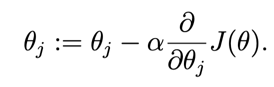 θ_j := θ_j − α ∂/∂θ_j J(θ).